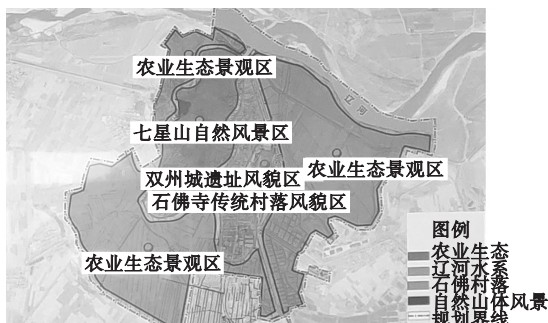 农业生态景观区
辽河
七星山自然风景区
农业生态景观区
双州城遗址风貌区
石佛寺传统村落风貌区
农业生态景观区
图例
农业生态
辽河水系
石佛村落
自然山体风景
规划界线